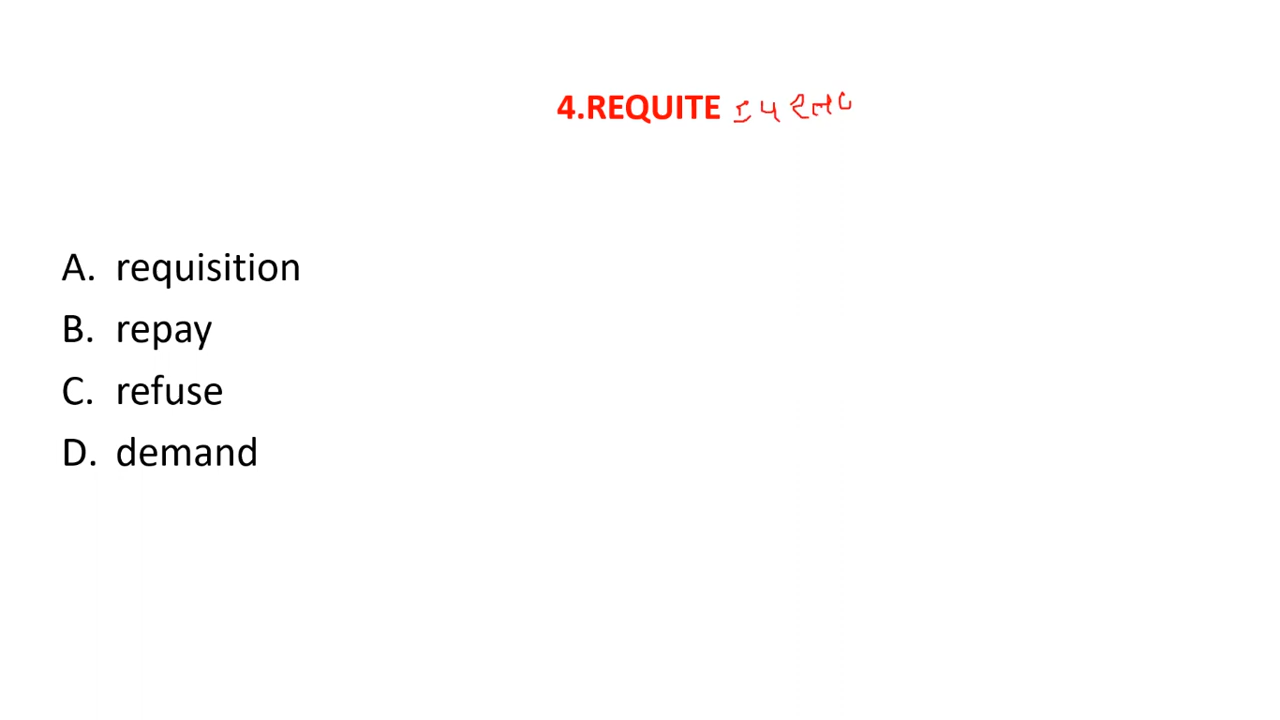 4.REQUITE
A. requisition
B. repay
C. refuse
D. demand